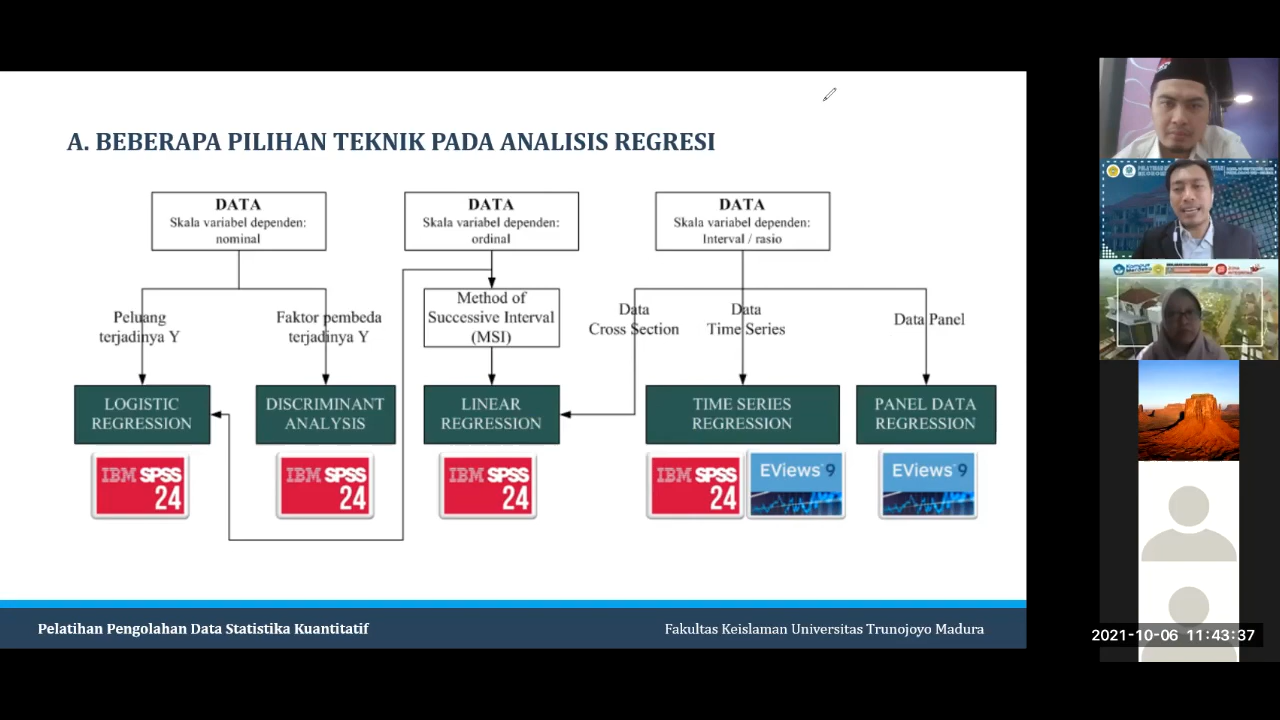 A. BEBERAPA PILIHAN TEKNIK PADA ANALISIS REGRESI
DATA
Skala variabel dependen:
nominal
DATA
Skala variabel dependen:
ordinal
DATA
Skala variabel dependen:
Interval / rasio
Peluang
terjadinya Y
Faktor pembeda
terjadinya Y
Method of
Successive Interval
(MSI)
Data
Cross Section
Data
Time Series
Data Panel
LOGISTIC
REGRESSION
DISCRIMINANT
ANALYSIS
LINEAR
REGRESSION
TIME SERIES
REGRESSION
PANEL DATA
REGRESSION
IBM SPSS
24
IBM SPSS
24
IBM SPSS
24
IBM SPSS
24
EViews 9
EViews 9
Pelatihan Pengolahan Data Statistika Kuantitatif
Fakultas Keislaman Universitas Trunojoyo Madura
Kampus
Merdeka
2021-10-06 11:43:37